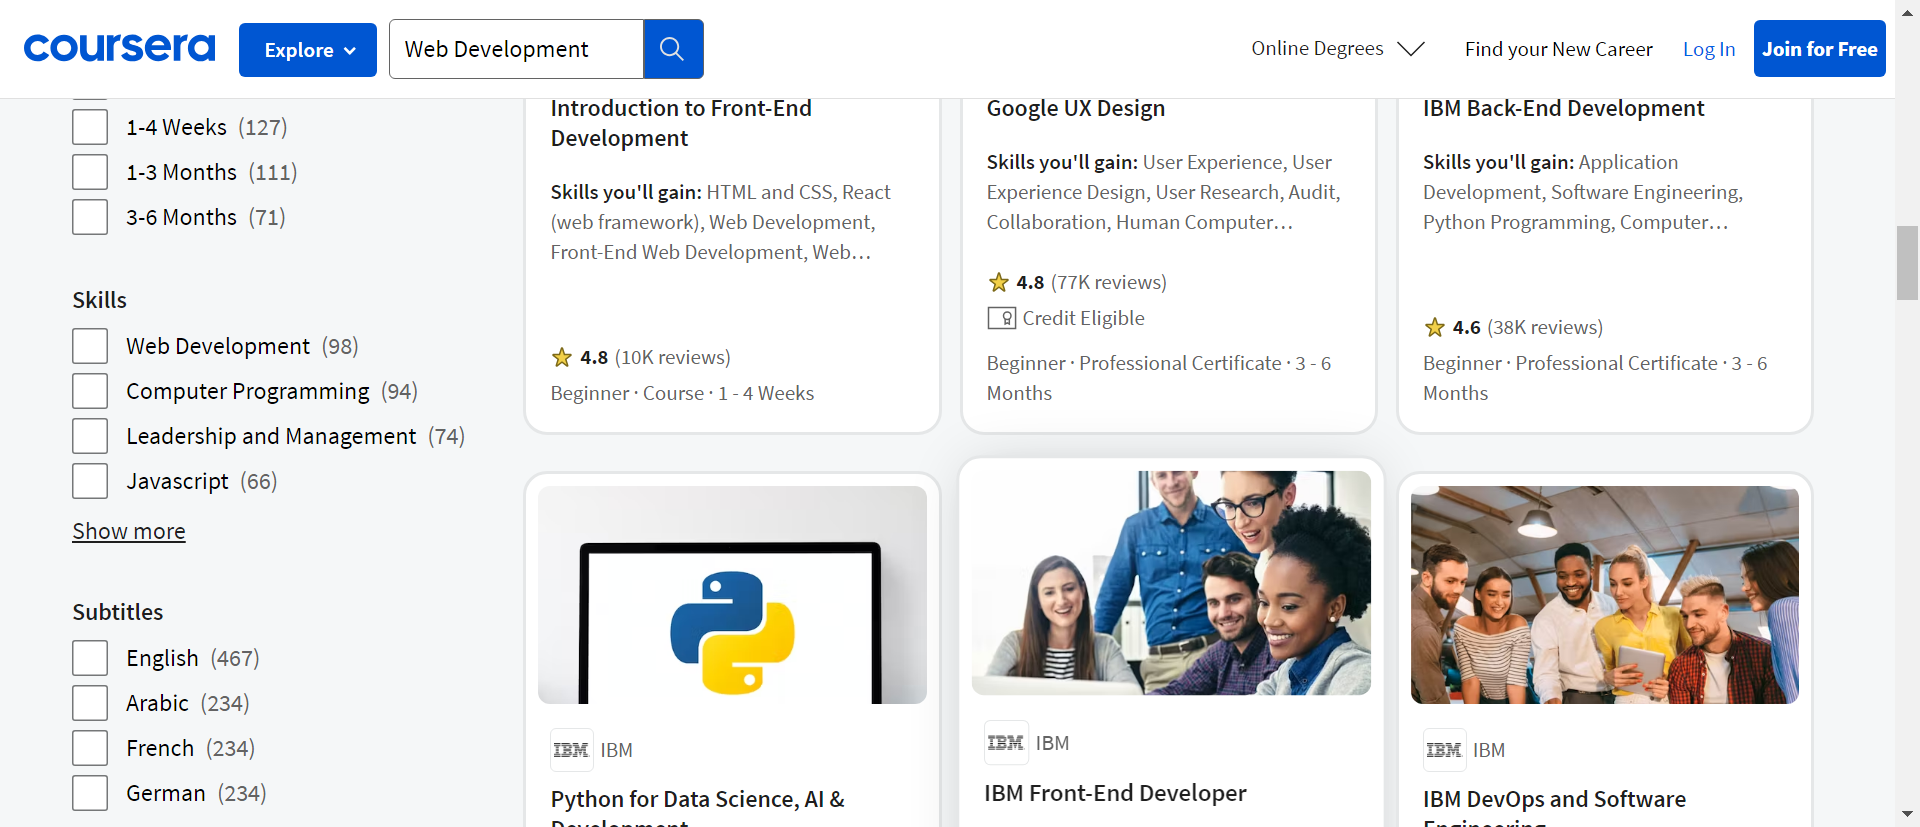 coursera
Explore
Web Development
Online Degrees
Find your New Career
Log In
Join for Free
1-4 Weeks (127)
1-3 Months (111)
3-6 Months (71)
Skills
Web Development (98)
Computer Programming (94)
Leadership and Management (74)
Javascript (66)
Show more
Subtitles
English (467)
Arabic (234)
French (234)
German (234)
Introduction to Front-End
Development
Skills you'll gain: HTML and CSS, React
(web framework), Web Development,
Front-End Web Development, Web…
4.8 (10K reviews)
Beginner · Course · 1 - 4 Weeks
Google UX Design
Skills you'll gain: User Experience, User
Experience Design, User Research, Audit,
Collaboration, Human Computer…
4.8 (77K reviews)
Credit Eligible
Beginner · Professional Certificate · 3 - 6
Months
IBM Back-End Development
Skills you'll gain: Application
Development, Software Engineering,
Python Programming, Computer…
4.6 (38K reviews)
Beginner · Professional Certificate · 3 - 6
Months
IBM IBM
Python for Data Science, AI &
Development
IBM IBM
IBM Front-End Developer
IBM IBM
IBM DevOps and Software
Engineering